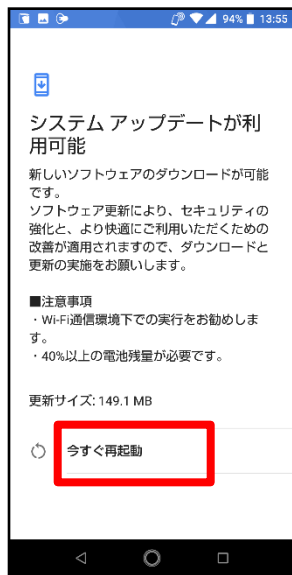 94% 13:55
システム アップデートが利
用可能
新しいソフトウェアのダウンロードが可能
です。
ソフトウェア更新により、セキュリティの
強化と、より快適にご利用いただくための
改善が適用されますので、ダウンロードと
更新の実施をお願いします。
■注意事項
・Wi-Fi通信環境下での実行をお勧めしま
す。
・40%以上の電池残量が必要です。
更新サイズ: 149.1 MB
今すぐ再起動